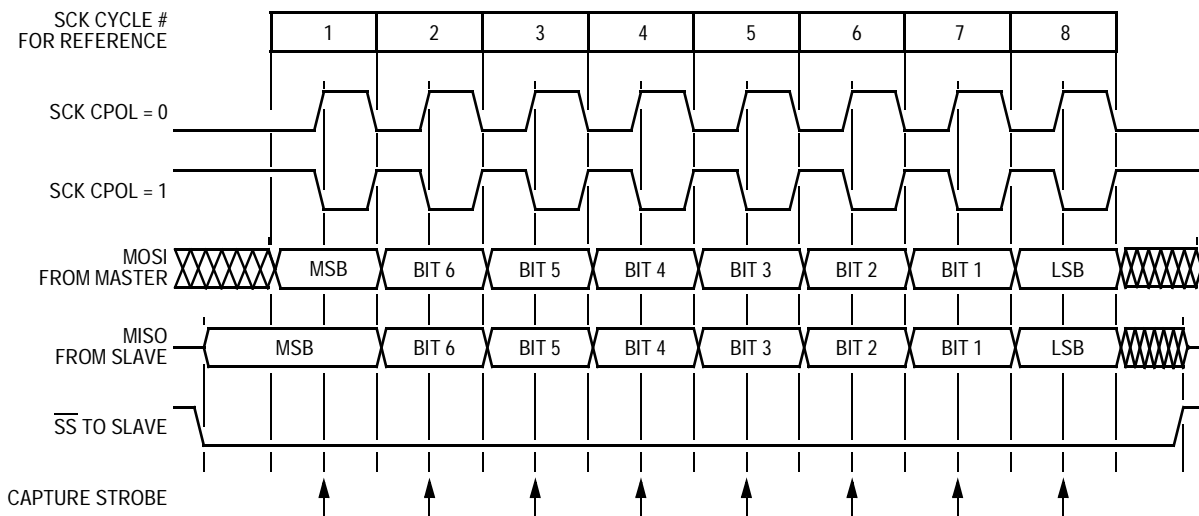 SCK CYCLE #
FOR REFERENCE
1 2 3 4 5 6 7 8
SCK CPOL = 0
SCK CPOL = 1
MOSI
FROM MASTER
MSB BIT 6 BIT 5 BIT 4 BIT 3 BIT 2 BIT 1 LSB
MISO
FROM SLAVE
MSB BIT 6 BIT 5 BIT 4 BIT 3 BIT 2 BIT 1 LSB
S̅S̅ TO SLAVE
CAPTURE STROBE